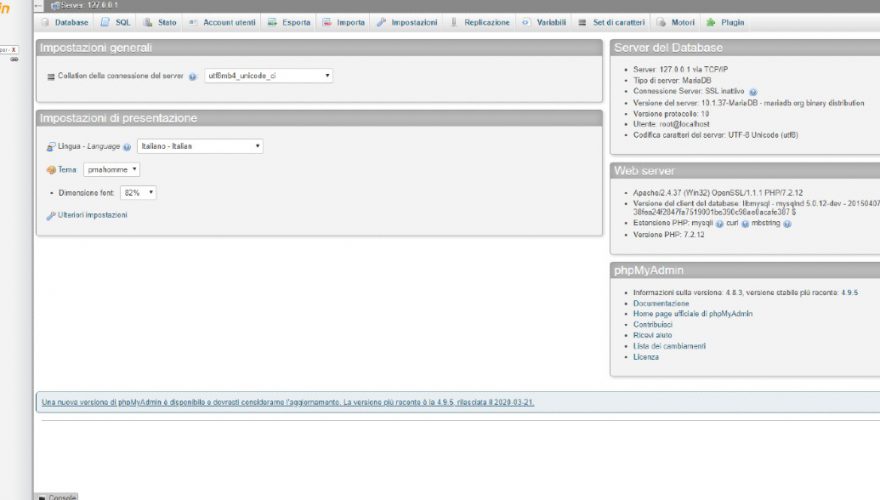 Server: 127.0.0.1
Database SQL Stato Account utenti Esporta Importa Impostazioni Replicazione Variabili Set di caratteri Motori Plugin
Impostazioni generali
Collation della connessione del server : utf8mb4_unicode_ci
Impostazioni di presentazione
Lingua - Language Italiano - Italian
Tema pmahomme
Dimensione font: 82%
Ulteriori impostazioni
Server del Database
Server: 127.0.0.1 via TCP/IP
Tipo di server: MariaDB
Connessione Server: SSL inattivo
Versione del server: 10.1.37-MariaDB - mariadb.org binary distribution
Versione protocollo: 10
Utente: root@localhost
Codifica caratteri del server: UTF-8 Unicode (utf8)
Web server
Apache/2.4.37 (Win32) OpenSSL/1.1.1 PHP/7.2.12
Versione del client del database: libmysql - mysqlnd 5.0.12-dev - 20150407
Estensione PHP: mysqli curl mbstring
Versione PHP: 7.2.12
phpMyAdmin
Informazioni sulla versione: 4.8.3, versione stabile più recente: 4.9.5
Documentazione
Home page ufficiale di phpMyAdmin
Contribuisci
Ricevi aiuto
Lista dei cambiamenti
Licenza
Una nuova versione di phpMyAdmin è disponibile e dovresti considerarne l'aggiornamento. La versione più recente è la 4.9.5, rilasciata il 2020-03-21.
Console